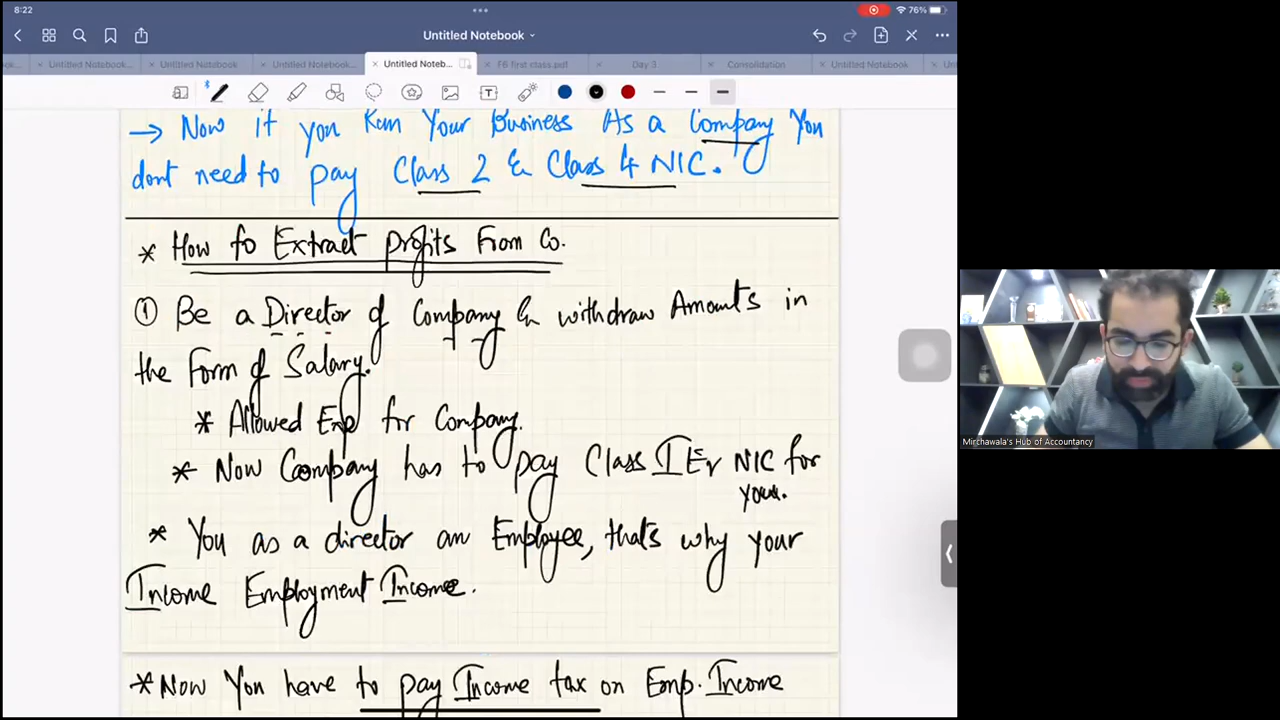 8:22
76%
Untitled Notebook
Untitled Notebook...
Untitled Notebook
Untitled Notebook...
Untitled Noteb...
F6 first class.pdf
Day 3
Consolidation
Untitled Notebook
→ Now if you Run Your Business As a Company You
dont need to pay Class 2 & Class 4 NIC.
* How to Extract Profits From Co.
① Be a Director of Company & withdraw Amounts in
the Form of Salary.
* Allowed Exp for Company.
* Now Company has to pay Class I Er NIC for
you.
* You as a director an Employee, that's why your
Income Employment Income.
* Now You have to pay Income tax on Emp. Income
Mirchawala's Hub of Accountancy